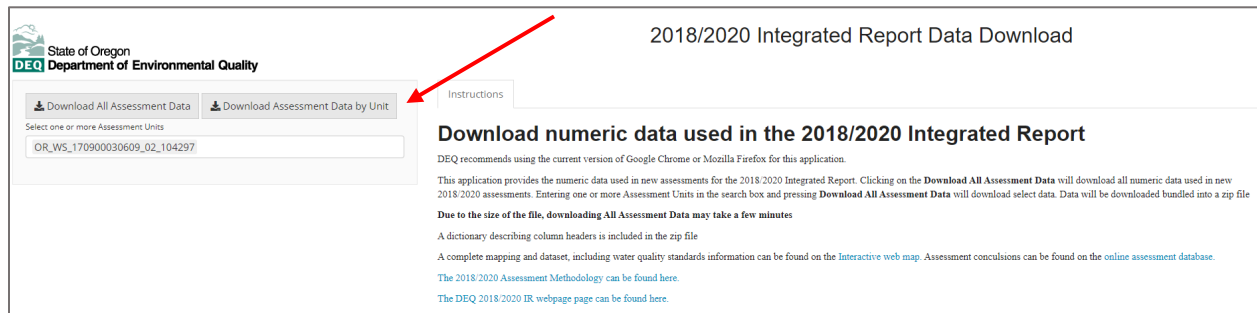 State of Oregon
DEQ Department of Environmental Quality
2018/2020 Integrated Report Data Download
Download All Assessment Data
Download Assessment Data by Unit
Select one or more Assessment Units
OR_WS_170900030609_02_104297
Instructions
Download numeric data used in the 2018/2020 Integrated Report
DEQ recommends using the current version of Google Chrome or Mozilla Firefox for this application.
This application provides the numeric data used in new assessments for the 2018/2020 Integrated Report. Clicking on the Download All Assessment Data will download all numeric data used in new
2018/2020 assessments. Entering one or more Assessment Units in the search box and pressing Download All Assessment Data will download select data. Data will be downloaded bundled into a zip file
Due to the size of the file, downloading All Assessment Data may take a few minutes
A dictionary describing column headers is included in the zip file
A complete mapping and dataset, including water quality standards information can be found on the Interactive web map. Assessment conculsions can be found on the online assessment database.
The 2018/2020 Assessment Methodology can be found here.
The DEQ 2018/2020 IR webpage page can be found here.